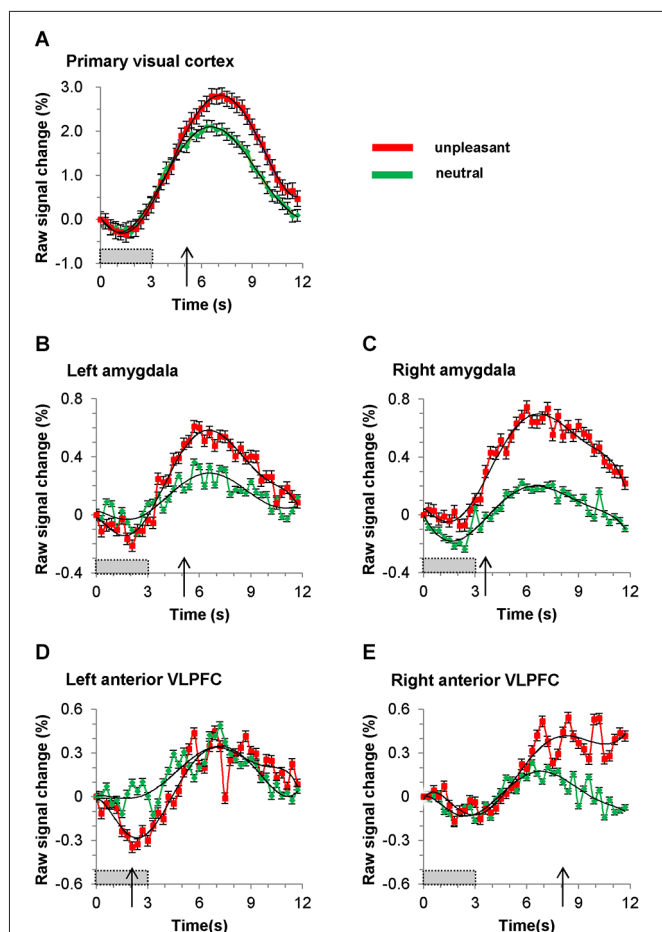 A
Primary visual cortex
Raw signal change (%)
3.0
2.0
1.0
0.0
-1.0
0 3 6 9 12
Time (s)
unpleasant
neutral
B
Left amygdala
Raw signal change (%)
0.8
0.4
0
-0.4
0 3 6 9 12
Time (s)
C
Right amygdala
Raw signal change (%)
0.8
0.4
0
-0.4
0 3 6 9 12
Time (s)
D
Left anterior VLPFC
Raw signal change (%)
0.6
0.3
0
-0.3
-0.6
0 3 6 9 12
Time(s)
E
Right anterior VLPFC
Raw signal change (%)
0.6
0.3
0
-0.3
-0.6
0 3 6 9 12
Time(s)